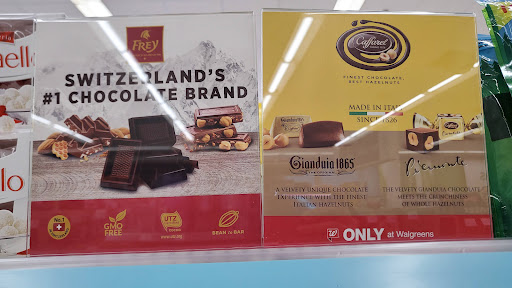 FREY
SWITZERLAND'S
#1 CHOCOLATE BRAND
No.1
GMO
FREE
UTZ
BEAN TO BAR
Caffarel
FINEST CHOCOLATE,
BEST HAZELNUTS
MADE IN ITALY
SINCE 1826
Gianduia 1865
A VELVETY UNIQUE CHOCOLATE
EXPERIENCE WITH THE FINEST
ITALIAN HAZELNUTS
Piemonte
THE VELVETY GIANDUIA CHOCOLATE
MEETS THE CRUNCHINESS
OF WHOLE HAZELNUTS
W ONLY at Walgreens